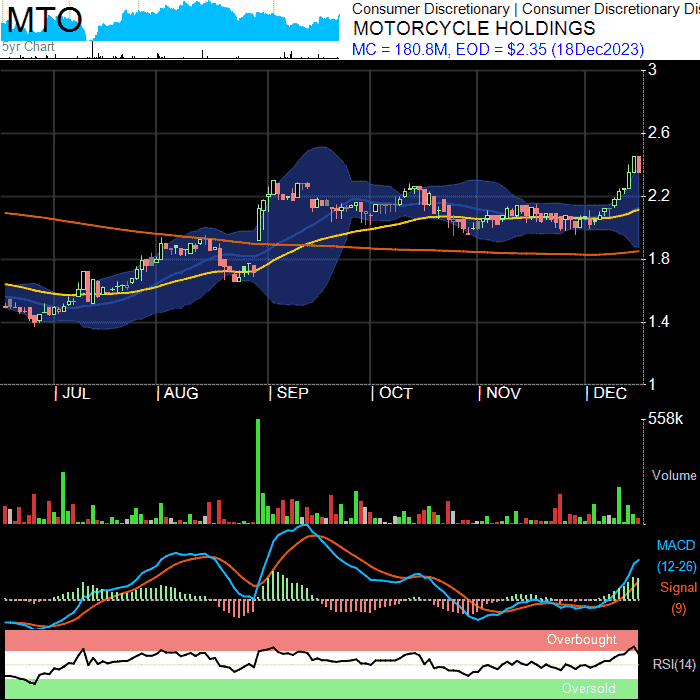 MTO
5yr Chart
Consumer Discretionary | Consumer Discretionary Dis
MOTORCYCLE HOLDINGS
MC = 180.8M, EOD = $2.35 (18Dec2023)
3
2.6
2.2
1.8
1.4
1
JUL AUG SEP OCT NOV DEC
558k
Volume
MACD
(12-26)
Signal
(9)
Overbought
RSI(14)
Oversold